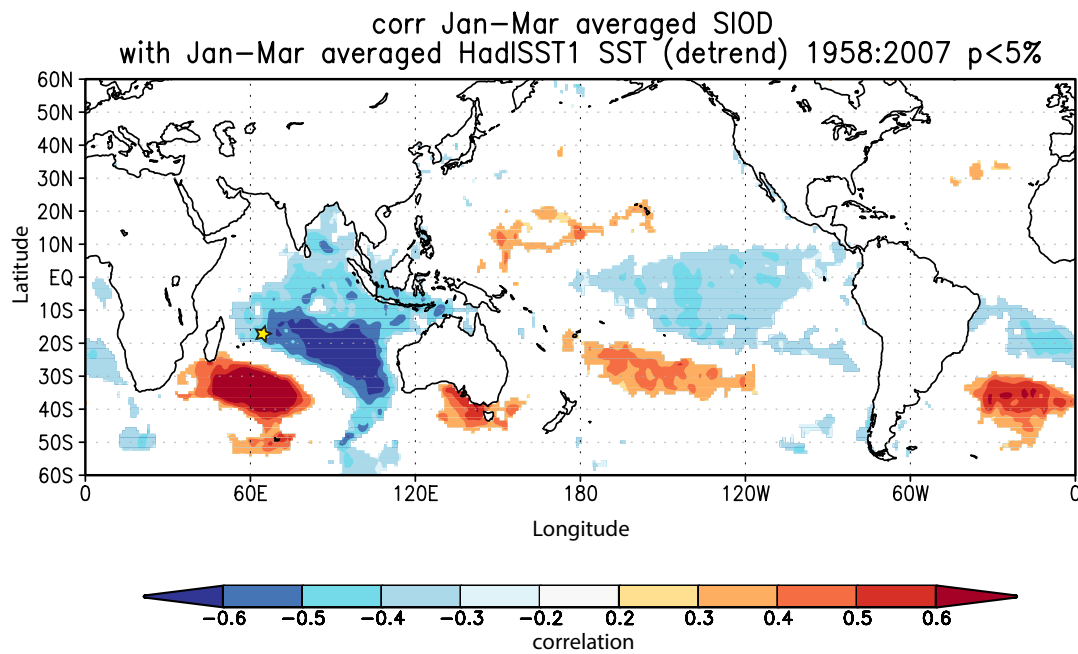 corr Jan-Mar averaged SIOD
with Jan-Mar averaged HadISST1 SST (detrend) 1958:2007 p<5%
60N
50N
40N
30N
20N
10N
EQ
10S
20S
30S
40S
50S
60S
Latitude
0 60E 120E 180 120W 60W 0
Longitude
-0.6 -0.5 -0.4 -0.3 -0.2 0.2 0.3 0.4 0.5 0.6
correlation